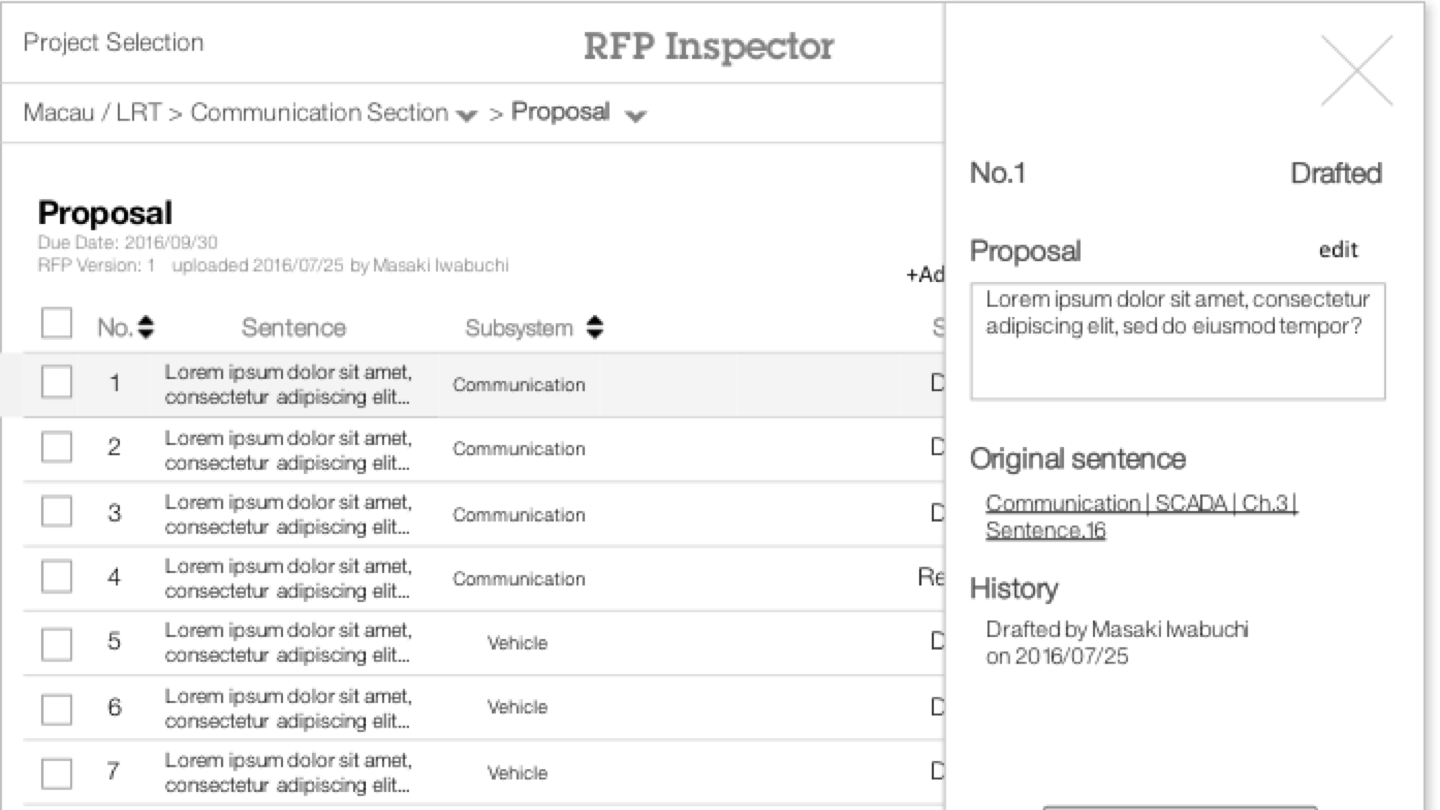 Project Selection
RFP Inspector
Macau / LRT > Communication Section > Proposal
Proposal
Due Date: 2016/09/30
RFP Version: 1 uploaded 2016/07/25 by Masaki Iwabuchi
No. Sentence Subsystem
1 Lorem ipsum dolor sit amet, Communication
consectetur adipiscing elit...
2 Lorem ipsum dolor sit amet, Communication
consectetur adipiscing elit...
3 Lorem ipsum dolor sit amet, Communication
consectetur adipiscing elit...
4 Lorem ipsum dolor sit amet, Communication
consectetur adipiscing elit...
5 Lorem ipsum dolor sit amet, Vehicle
consectetur adipiscing elit...
6 Lorem ipsum dolor sit amet, Vehicle
consectetur adipiscing elit...
7 Lorem ipsum dolor sit amet, Vehicle
consectetur adipiscing elit...
No.1 Drafted
Proposal edit
Lorem ipsum dolor sit amet, consectetur
adipiscing elit, sed do eiusmod tempor?
Original sentence
Communication | SCADA | Ch.3 |
Sentence.16
History
Drafted by Masaki Iwabuchi
on 2016/07/25